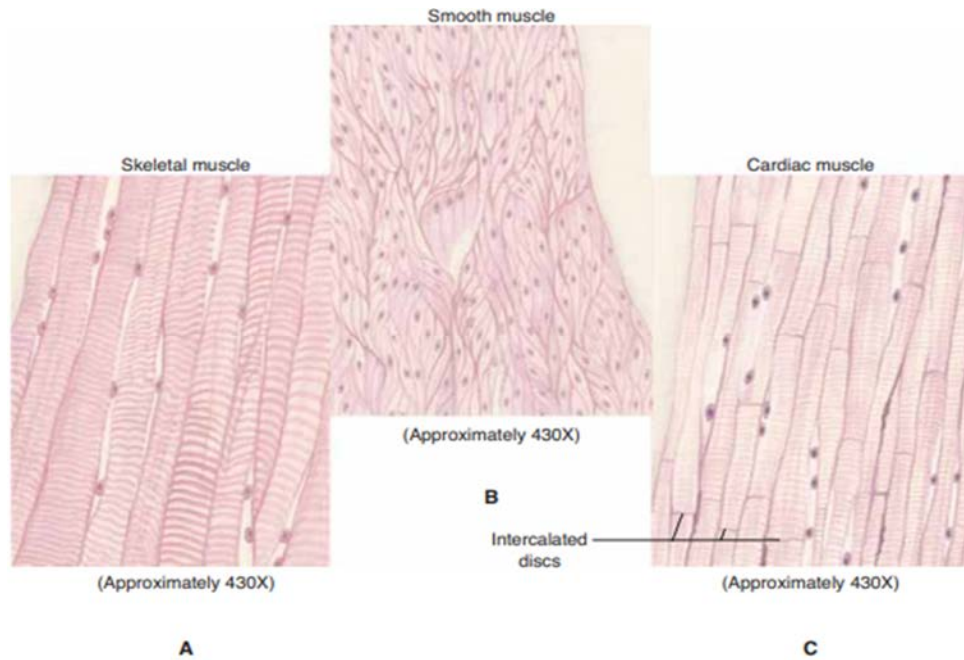 Smooth muscle
Skeletal muscle
Cardiac muscle
(Approximately 430X)
B
Intercalated
discs
(Approximately 430X)
(Approximately 430X)
A
C